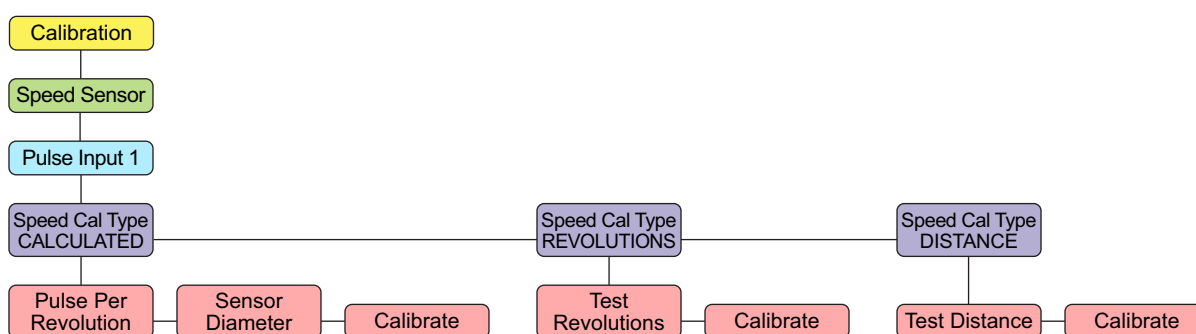 Calibration
Speed Sensor
Pulse Input 1
Speed Cal Type
CALCULATED
Speed Cal Type
REVOLUTIONS
Speed Cal Type
DISTANCE
Pulse Per
Revolution
Sensor
Diameter
Calibrate
Test
Revolutions
Calibrate
Test Distance
Calibrate